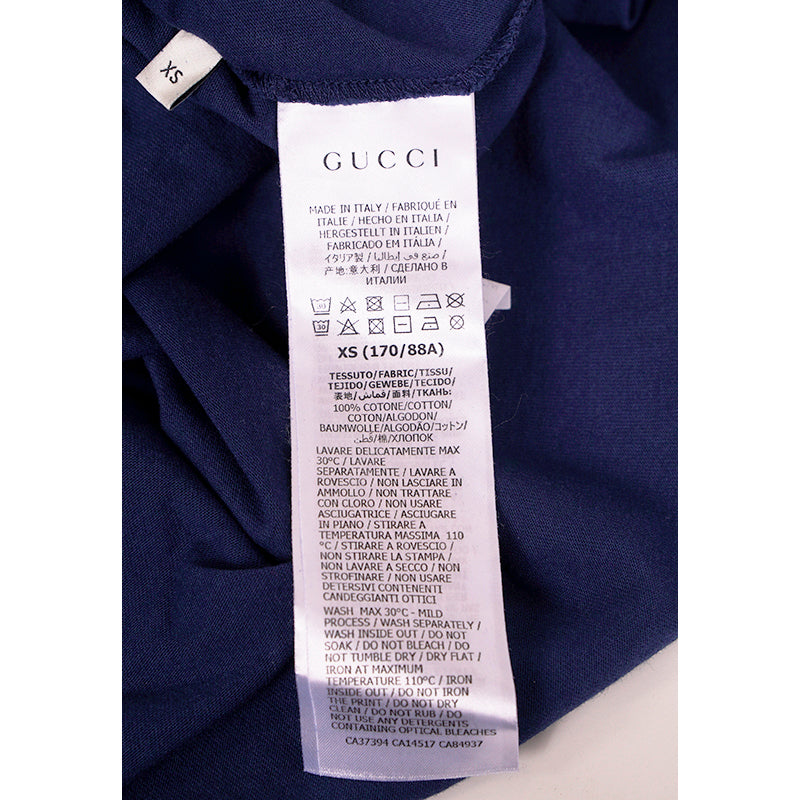 XS
GUCCI
MADE IN ITALY / FABRIQUÉ EN
ITALIE / HECHO EN ITALIA /
HERGESTELLT IN ITALIEN /
FABRICADO EM ITÁLIA /
イタリア製 / صنع في إيطاليا /
产地:意大利 / СДЕЛАНО В
ИТАЛИИ
30
30
XS (170/88A)
TESSUTO/FABRIC/TISSU/
TEJIDO/GEWEBE/TECIDO/
表地/قماش/面料/ТКАНЬ:
100% COTONE/COTTON/
COTON/ALGODON/
BAUMWOLLE/ALGODÃO/コットン/
قطن/棉/ХЛОПОК
LAVARE DELICATAMENTE MAX
30°C / LAVARE
SEPARATAMENTE / LAVARE A
ROVESCIO / NON LASCIARE IN
AMMOLLO / NON TRATTARE
CON CLORO / NON USARE
ASCIUGATRICE / ASCIUGARE
IN PIANO / STIRARE A
TEMPERATURA MASSIMA 110
°C / STIRARE A ROVESCIO /
NON STIRARE LA STAMPA /
NON LAVARE A SECCO / NON
STROFINARE / NON USARE
DETERSIVI CONTENENTI
CANDEGGIANTI OTTICI
WASH MAX 30°C - MILD
PROCESS / WASH SEPARATELY /
WASH INSIDE OUT / DO NOT
SOAK / DO NOT BLEACH / DO
NOT TUMBLE DRY / DRY FLAT /
IRON AT MAXIMUM
TEMPERATURE 110°C / IRON
INSIDE OUT / DO NOT IRON
THE PRINT / DO NOT DRY
CLEAN / DO NOT RUB / DO
NOT USE ANY DETERGENTS
CONTAINING OPTICAL BLEACHES
CA37394 CA14517 CA84937